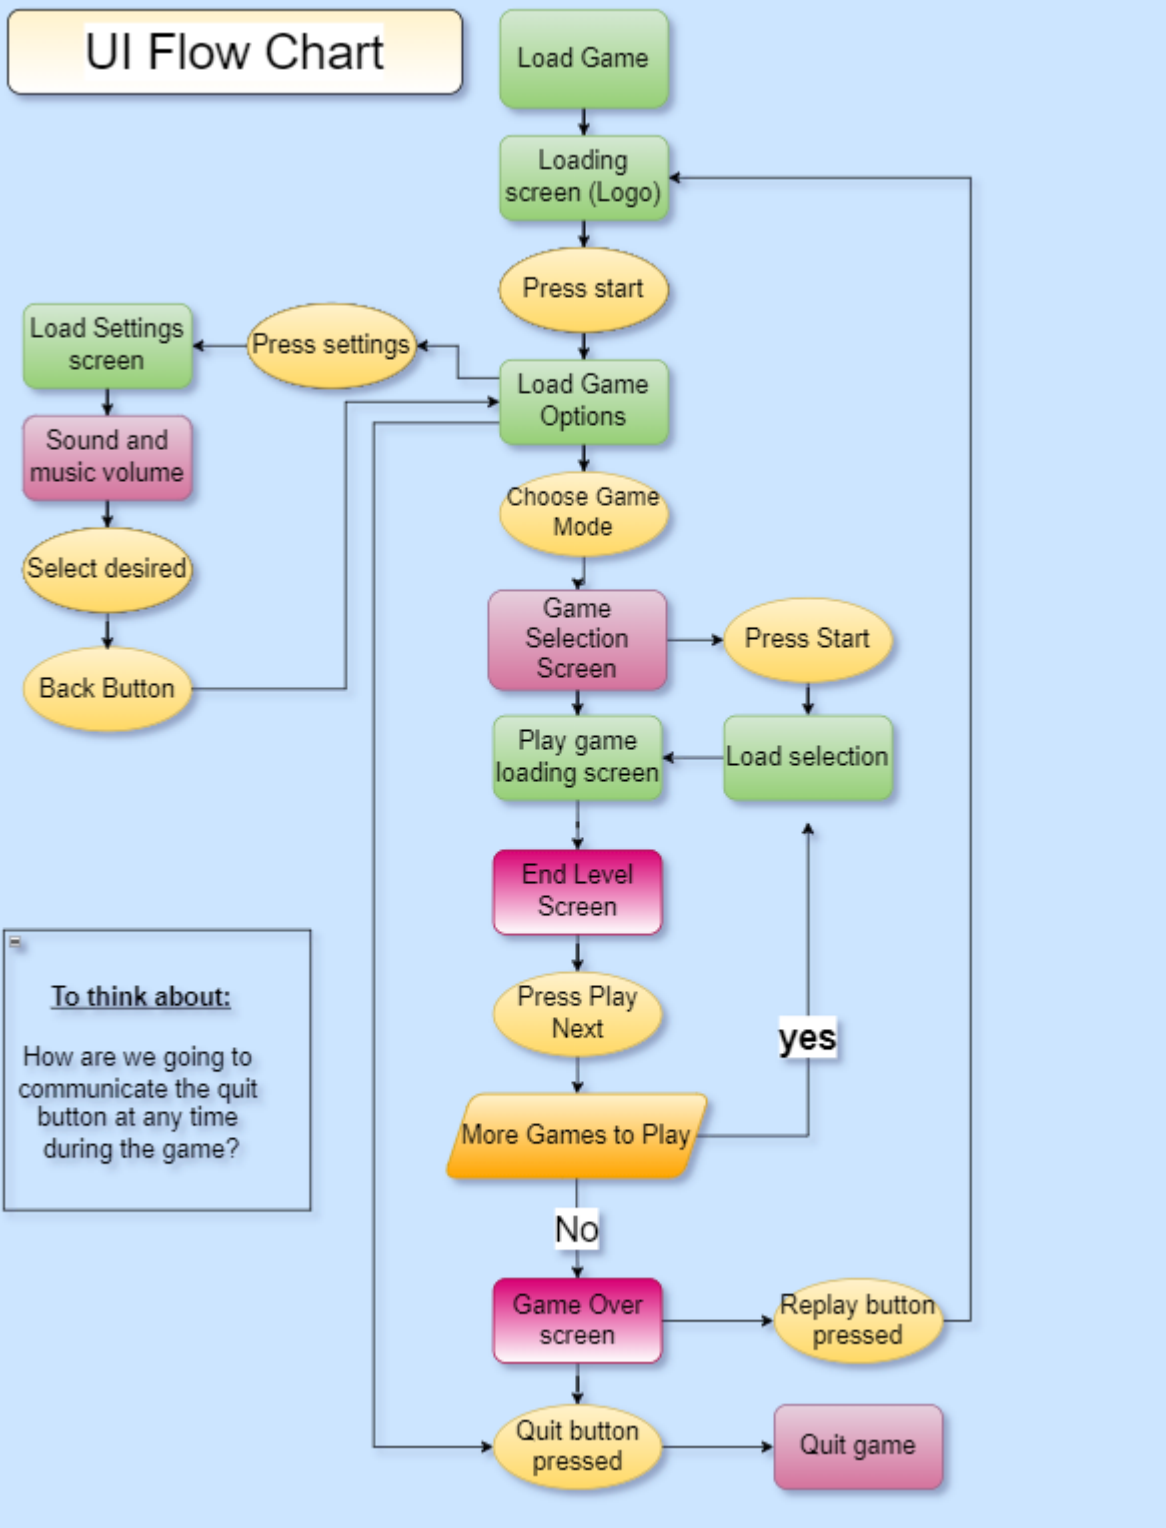 UI Flow Chart
Load Game
Loading
screen (Logo)
Press start
Load Settings
screen
Press settings
Load Game
Options
Sound and
music volume
Choose Game
Mode
Select desired
Game
Selection
Screen
Press Start
Back Button
Play game
loading screen
Load selection
End Level
Screen
To think about:
How are we going to
communicate the quit
button at any time
during the game?
Press Play
Next
yes
More Games to Play
No
Game Over
screen
Replay button
pressed
Quit button
pressed
Quit game